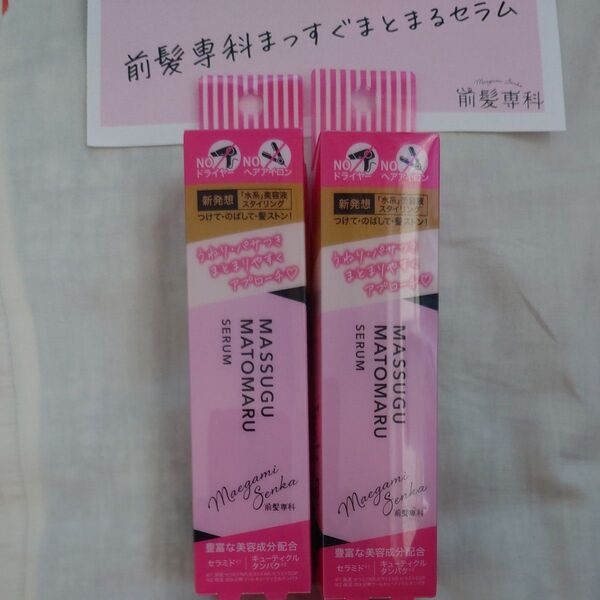 前髪専科まっすぐまとまるセラム
Maegami Senka
前髪専科
NO
ドライヤー
NO
ヘアアイロン
新発想
「水系」美容液
スタイリング
つけて・のばして・髪ストン!
うねり・パサつき
まとまりやすく
アプローチ♡
MASSUGU
MATOMARU
SERUM
Maegami
Senka
前髪専科
豊富な美容成分配合
セラミド※1
キューティクル
タンパク※2
NO
ドライヤー
NO
ヘアアイロン
新発想
「水系」美容液
スタイリング
つけて・のばして・髪ストン!
うねり・パサつき
まとまりやすく
アプローチ♡
MASSUGU
MATOMARU
SERUM
Maegami
Senka
前髪専科
豊富な美容成分配合
セラミド※1
キューティクル
タンパク※2